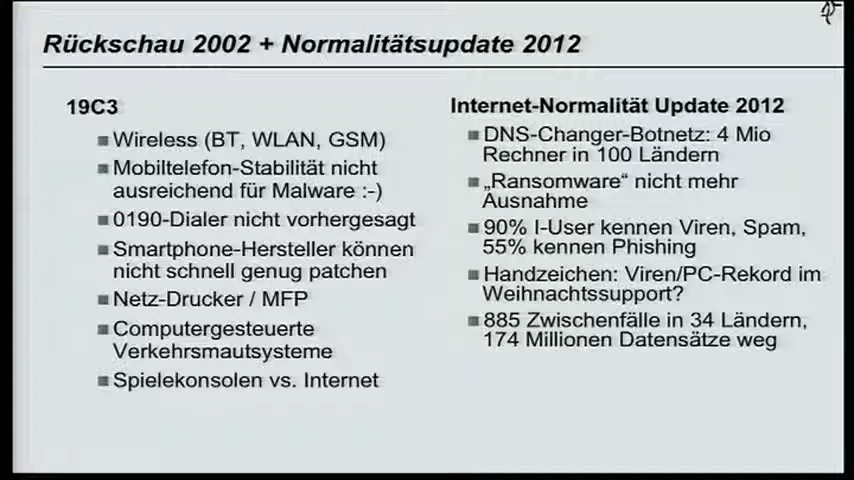 Rückschau 2002 + Normalitätsupdate 2012
19C3
Wireless (BT, WLAN, GSM)
Mobiltelefon-Stabilität nicht
ausreichend für Malware :-)
0190-Dialer nicht vorhergesagt
Smartphone-Hersteller können
nicht schnell genug patchen
Netz-Drucker / MFP
Computergesteuerte
Verkehrsmautsysteme
Spielekonsolen vs. Internet
Internet-Normalität Update 2012
DNS-Changer-Botnetz: 4 Mio
Rechner in 100 Ländern
„Ransomware“ nicht mehr
Ausnahme
90% I-User kennen Viren, Spam,
55% kennen Phishing
Handzeichen: Viren/PC-Rekord im
Weihnachtssupport?
885 Zwischenfälle in 34 Ländern,
174 Millionen Datensätze weg